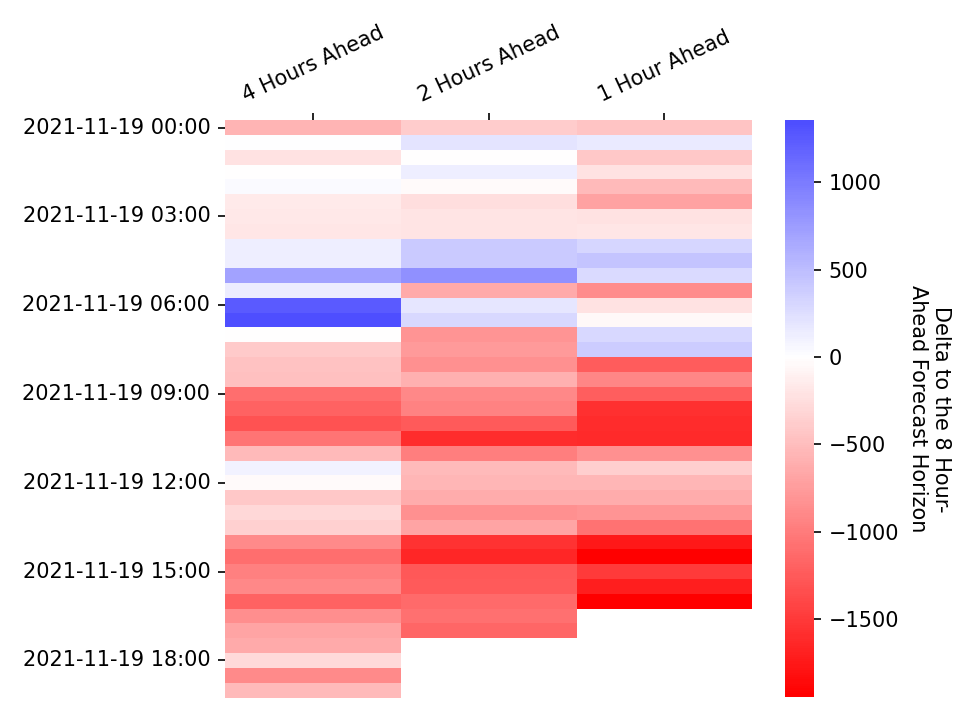 4 Hours Ahead
2 Hours Ahead
1 Hour Ahead
2021-11-19 00:00
2021-11-19 03:00
2021-11-19 06:00
2021-11-19 09:00
2021-11-19 12:00
2021-11-19 15:00
2021-11-19 18:00
1000
500
0
−500
−1000
−1500
Delta to the 8 Hour-
Ahead Forecast Horizon